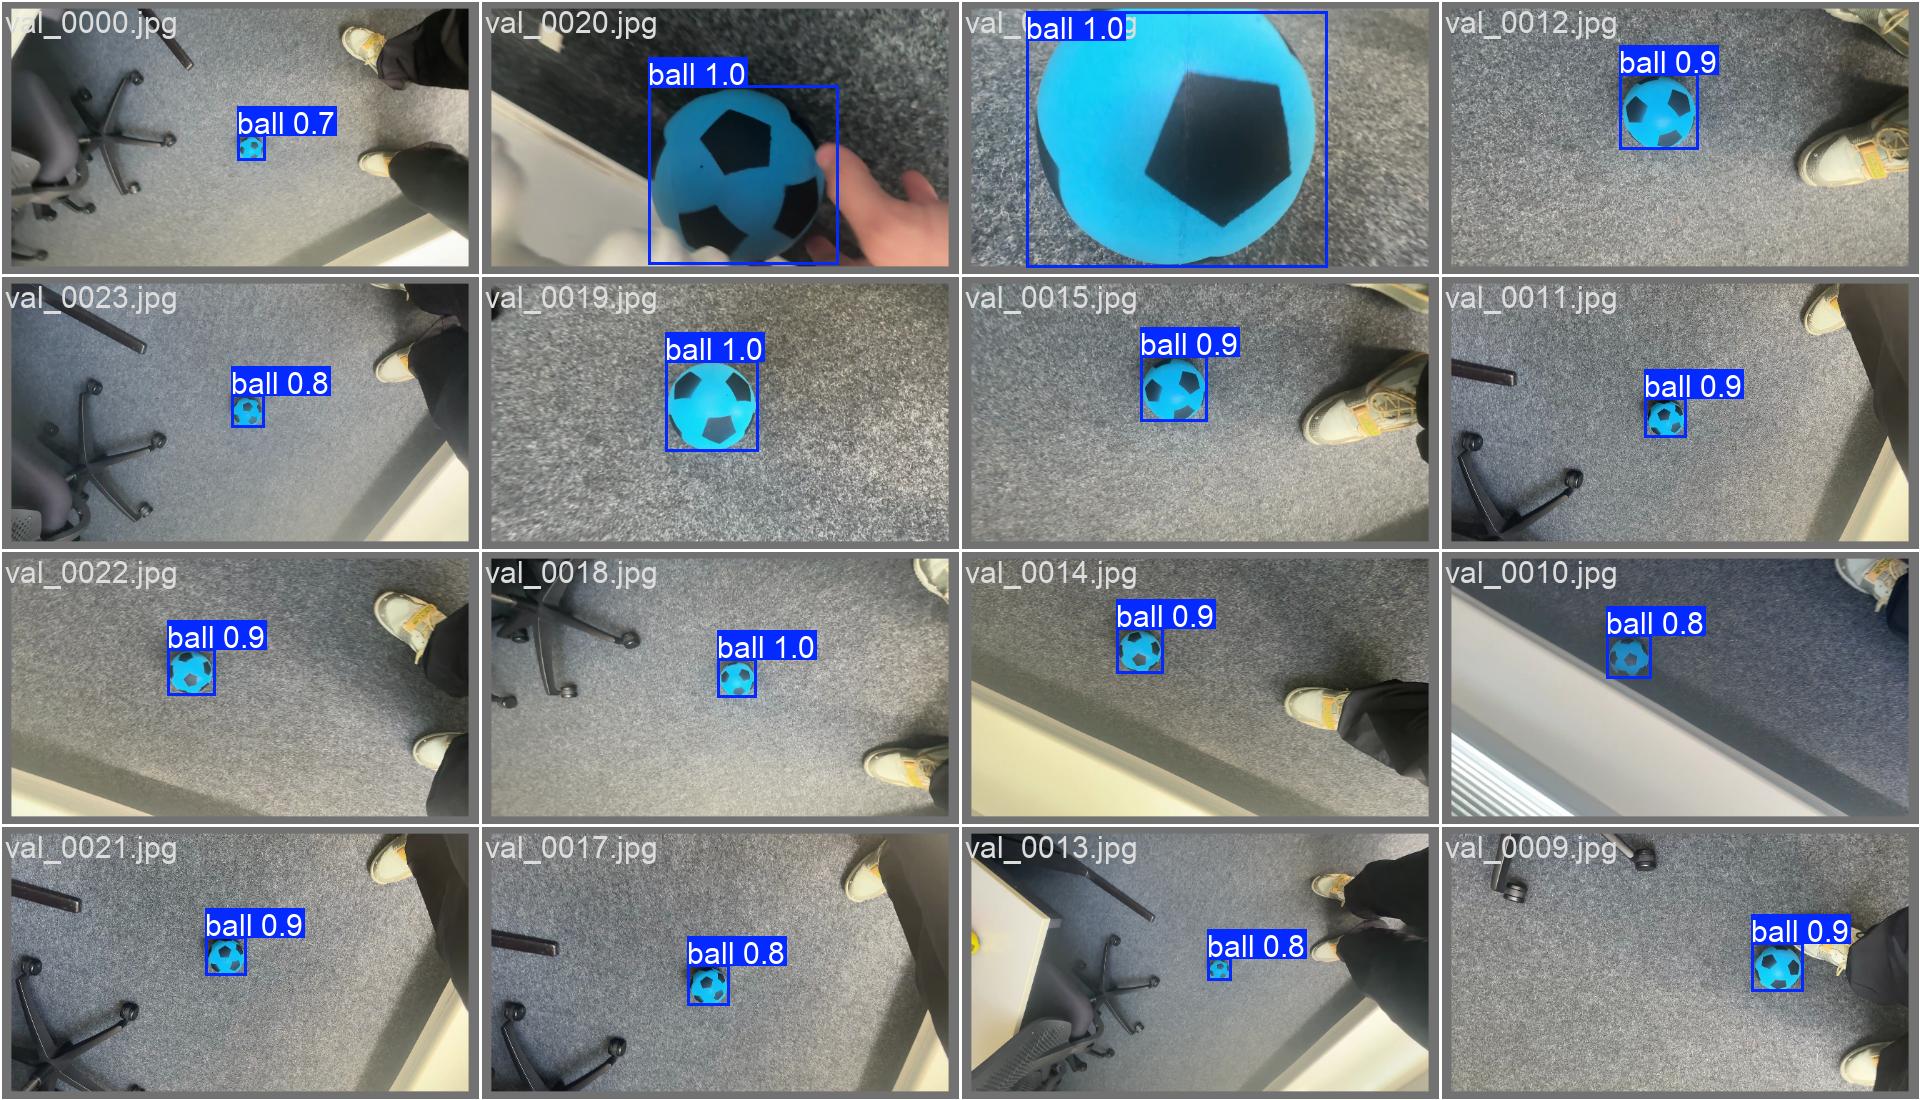 val_0000.jpg
ball 0.7
val_0020.jpg
ball 1.0
ball 1.0
val_0012.jpg
ball 0.9
val_0023.jpg
ball 0.8
val_0019.jpg
ball 1.0
val_0015.jpg
ball 0.9
val_0011.jpg
ball 0.9
val_0022.jpg
ball 0.9
val_0018.jpg
ball 1.0
val_0014.jpg
ball 0.9
val_0010.jpg
ball 0.8
val_0021.jpg
ball 0.9
val_0017.jpg
ball 0.8
val_0013.jpg
ball 0.8
val_0009.jpg
ball 0.9